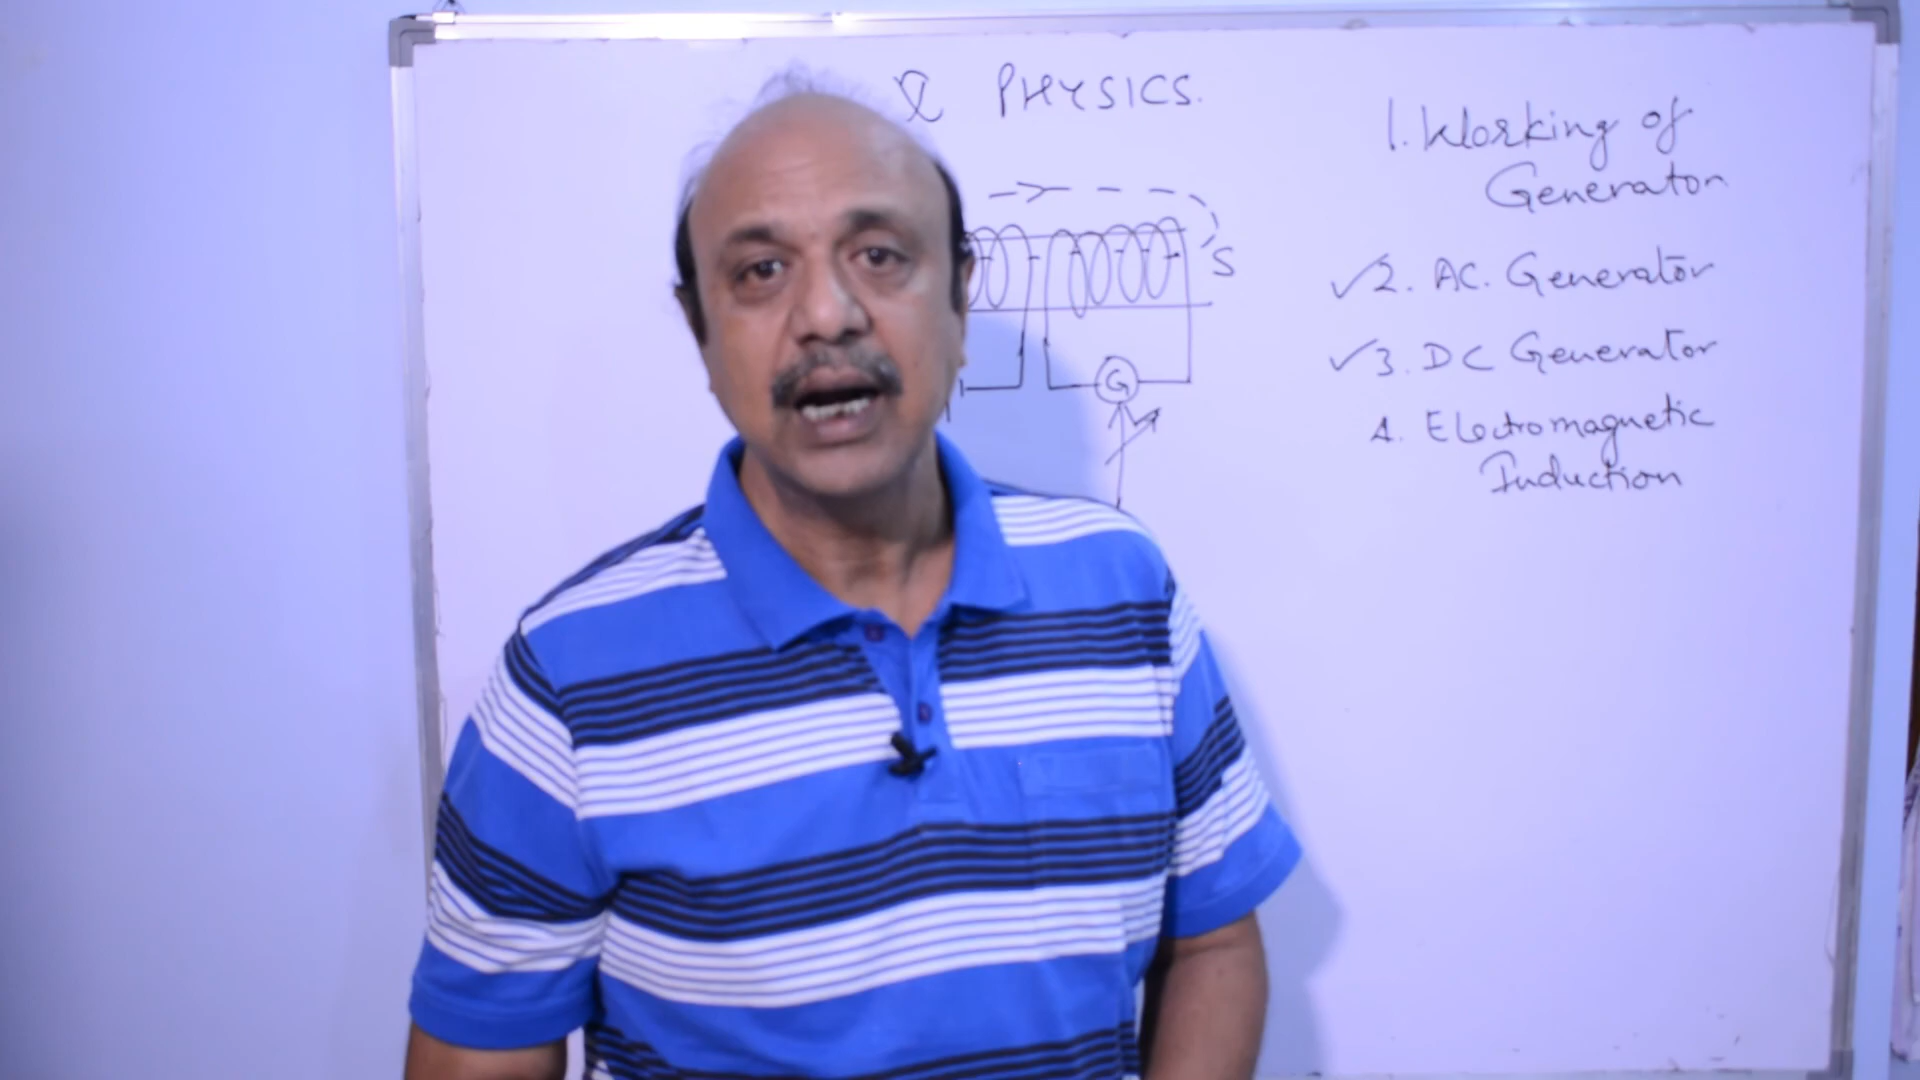 X PHYSICS.
S
G
1. Working of
Generator
✓2. AC. Generator
✓3. DC Generator
4. Electromagnetic
Induction